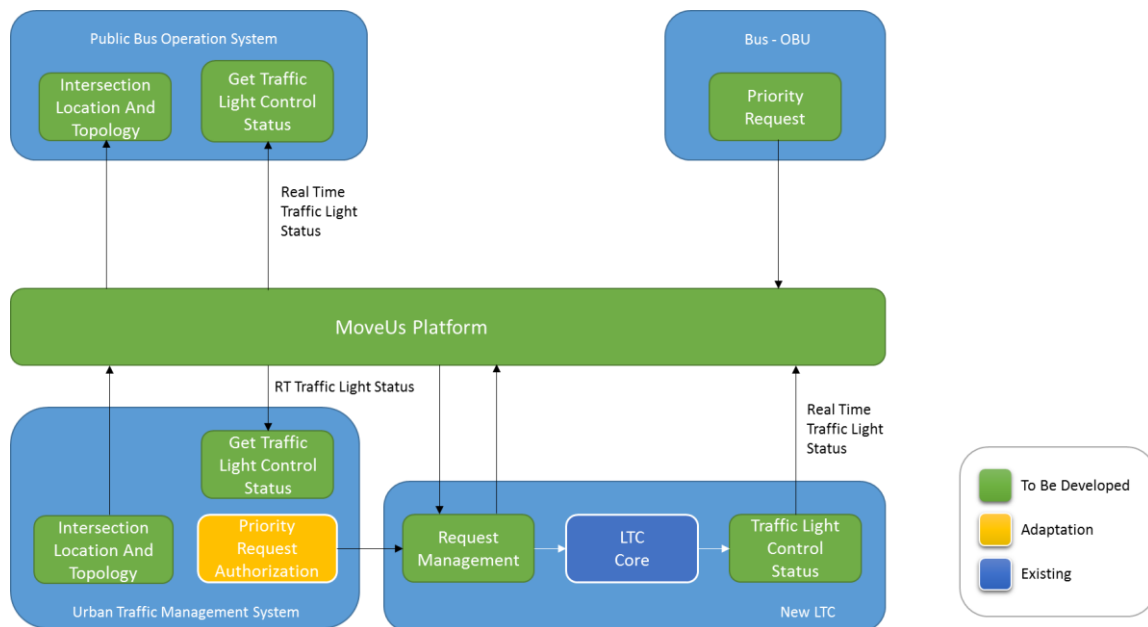 Public Bus Operation System
Intersection
Location And
Topology
Get Traffic
Light Control
Status
Bus - OBU
Priority
Request
Real Time
Traffic Light
Status
MoveUs Platform
RT Traffic Light Status
Real Time
Traffic Light
Status
Get Traffic
Light Control
Status
Intersection
Location And
Topology
Priority
Request
Authorization
Urban Traffic Management System
Request
Management
LTC
Core
Traffic Light
Control
Status
New LTC
To Be Developed
Adaptation
Existing